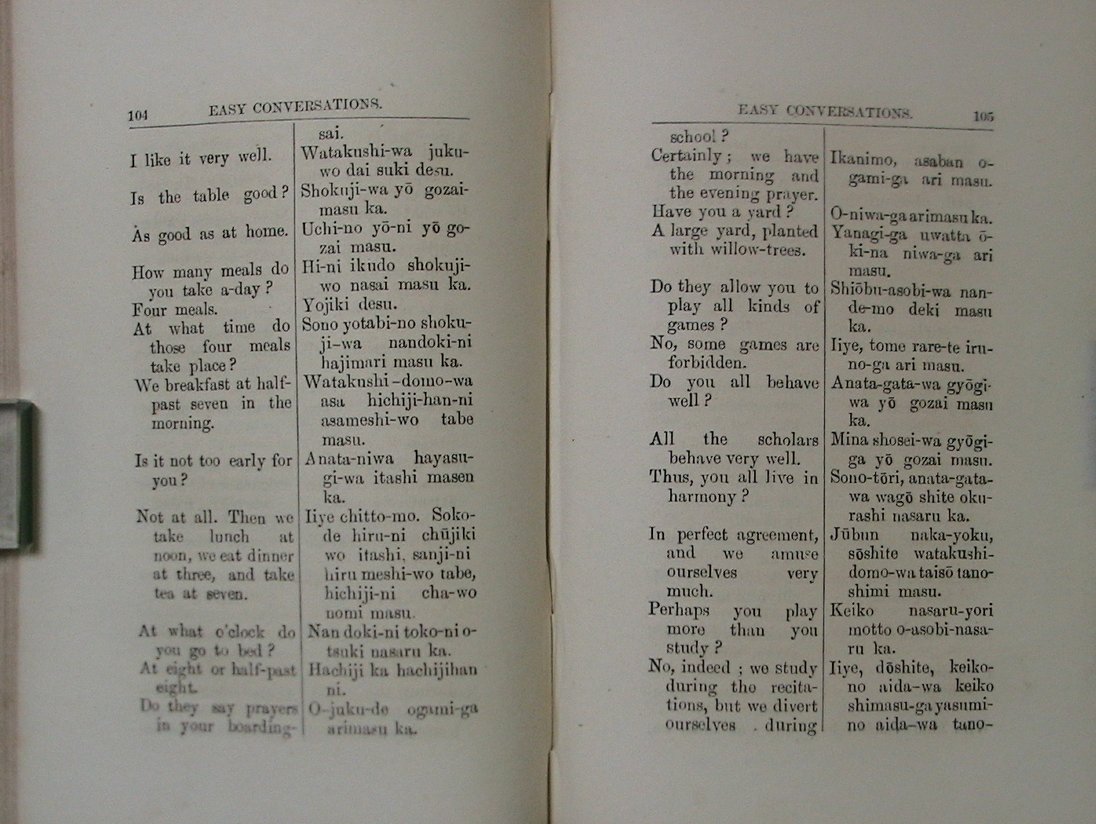 104 EASY CONVERSATIONS.
sai.
I like it very well. Watakushi-wa juku-
wo dai suki desu.
Is the table good? Shokuji-wa yō gozai-
masu ka.
As good as at home. Uchi-no yō-ni yō go-
zai masu.
How many meals do Hi-ni ikudo shokuji-
you take a-day? wo nasai masu ka.
Four meals. Yojiki desu.
At what time do Sono yotabi-no shoku-
those four meals ji-wa nandoki-ni
take place? hajimari masu ka.
We breakfast at half- Watakushi-domo-wa
past seven in the asa hichiji-han-ni
morning. asameshi-wo tabe
masu.
Is it not too early for Anata-niwa hayasu-
you? gi-wa itashi masen
ka.
Not at all. Then we Iiye chitto-mo. Soko-
take lunch at de hiru-ni chūjiki
noon, we eat dinner wo itashi, sanji-ni
at three, and take hiru meshi-wo tabe,
tea at seven. hichiji-ni cha-wo
nomi masu.
At what o'clock do Nan doki-ni toko-ni o-
you go to bed? tsuki nasaru ka.
At eight or half-past Hachiji ka hachijihan
eight. ni.
Do they say prayers O-juku-de ogami-ga
in your boarding- arimasu ka.
EASY CONVERSATIONS. 105
school?
Certainly; we have Ikanimo, asaban o-
the morning and gami-ga ari masu.
the evening prayer.
Have you a yard? O-niwa-ga arimasu ka.
A large yard, planted Yanagi-ga uwatta ō-
with willow-trees. ki-na niwa-ga ari
masu.
Do they allow you to Shiōbu-asobi-wa nan-
play all kinds of de-mo deki masu
games? ka.
No, some games are Iiye, tome rare-te iru-
forbidden. no-ga ari masu.
Do you all behave Anata-gata-wa gyōgi-
well? wa yō gozai masu
ka.
All the scholars Mina shosei-wa gyōgi-
behave very well. ga yō gozai masu.
Thus, you all live in Sono-tōri, anata-gata-
harmony? wa wagō shite oku-
rashi nasaru ka.
In perfect agreement, Jūbun naka-yoku,
and we amuse sōshite watakushi-
ourselves very domo-wa taisō tano-
much. shimi masu.
Perhaps you play Keiko nasaru-yori
more than you motto o-asobi-nasa-
study? ru ka.
No, indeed; we study Iiye, dōshite, keiko-
during the recita- no aida-wa keiko
tions, but we divert shimasu-ga yasumi-
ourselves during no aida-wa tano-